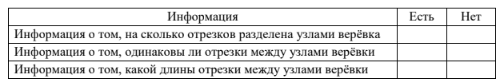 Информация Есть Нет
Информация о том, на сколько отрезков разделена узлами верёвка
Информация о том, одинаковы ли отрезки между узлами верёвки
Информация о том, какой длины отрезки между узлами верёвки